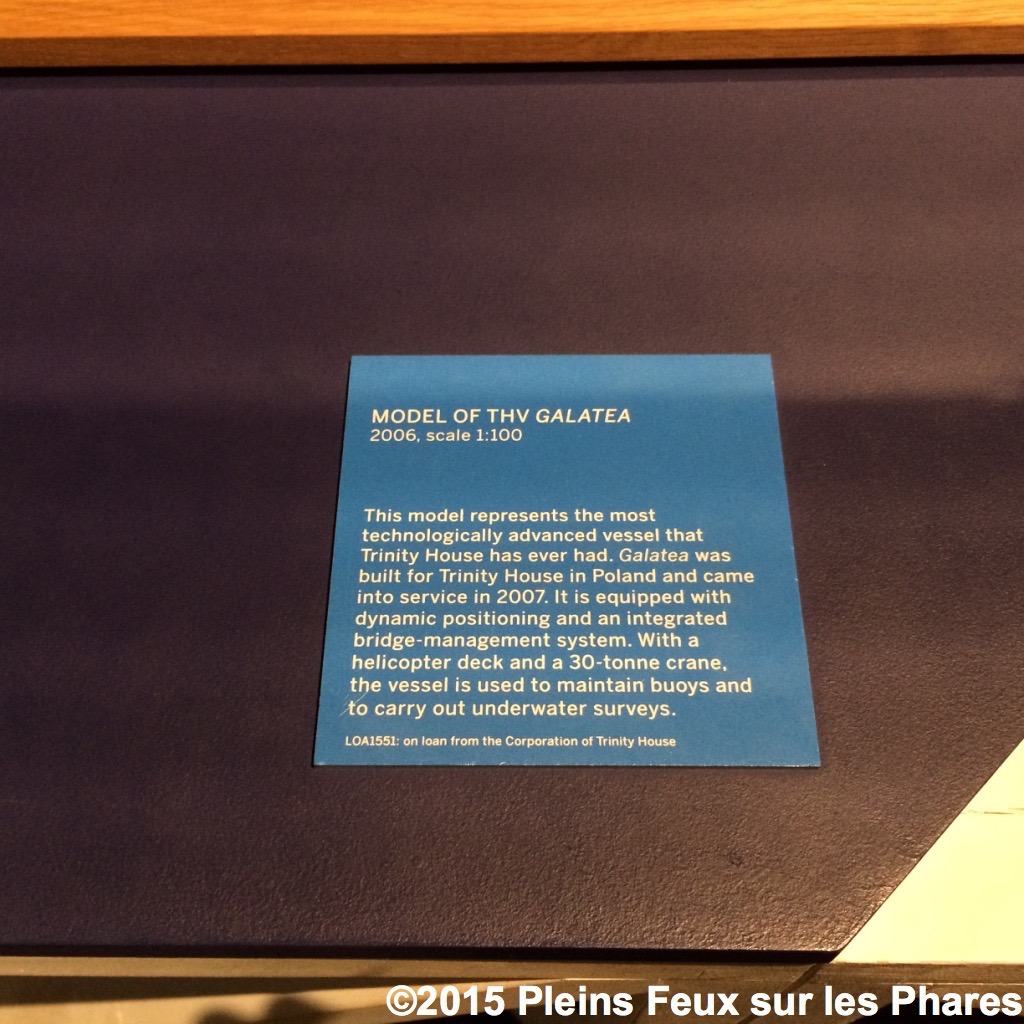 MODEL OF THV GALATEA
2006, scale 1:100
This model represents the most
technologically advanced vessel that
Trinity House has ever had. Galatea was
built for Trinity House in Poland and came
into service in 2007. It is equipped with
dynamic positioning and an integrated
bridge-management system. With a
helicopter deck and a 30-tonne crane,
the vessel is used to maintain buoys and
to carry out underwater surveys.
LOA1551: on loan from the Corporation of Trinity House
©2015 Pleins Feux sur les Phares